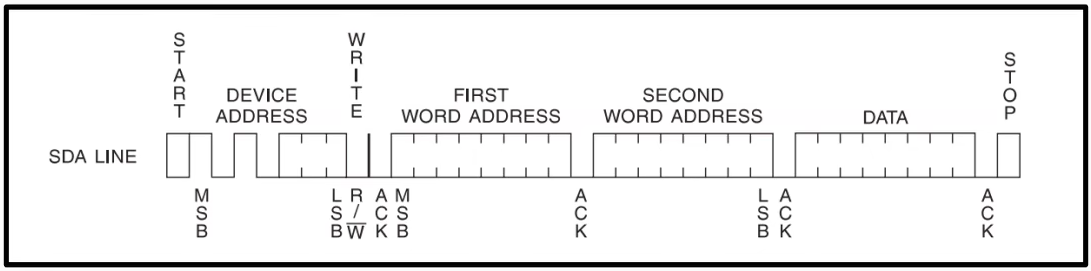 START
WRITE
STOP
DEVICE
ADDRESS
FIRST
WORD ADDRESS
SECOND
WORD ADDRESS
DATA
SDA LINE
MSB
LSB
R/W
ACK
MSB
ACK
LSB
ACK
ACK